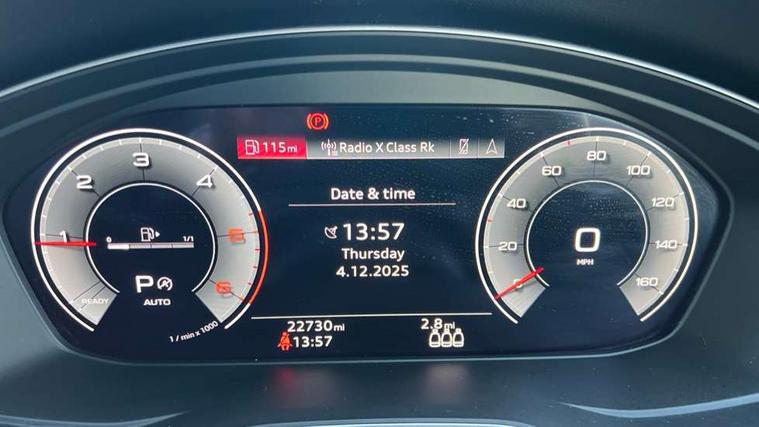 P
115mi Radio X Class Rk
Date & time
13:57
Thursday
4.12.2025
22730mi 2.8mi
13:57
READY 1 2 3 4
0 1/1
P A
AUTO
1 / min x 1000
0 20 40 60 80 100 120 140 160
0
MPH